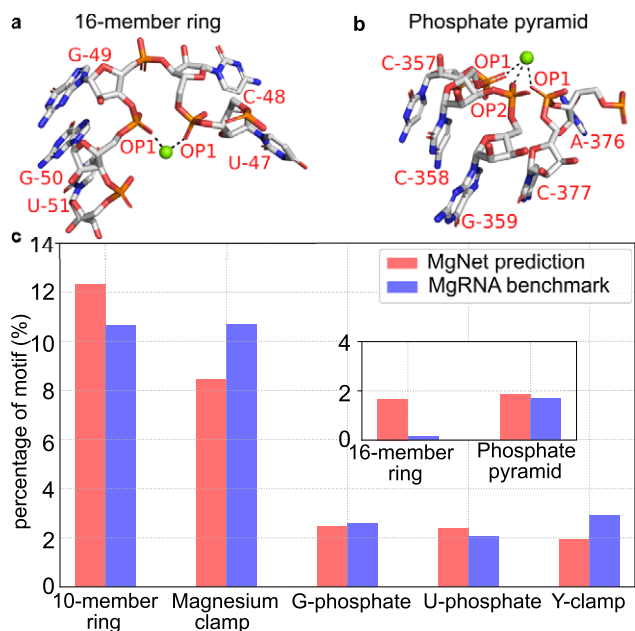 a
16-member ring
G-49
C-48
OP1
OP1
U-47
G-50
U-51
b
Phosphate pyramid
C-357
OP1
OP1
OP2
A-376
C-358
C-377
G-359
c
percentage of motif (%)
14
12
10
8
6
4
2
0
MgNet prediction
MgRNA benchmark
4
2
0
16-member
ring
Phosphate
pyramid
10-member
ring
Magnesium
clamp
G-phosphate
U-phosphate
Y-clamp